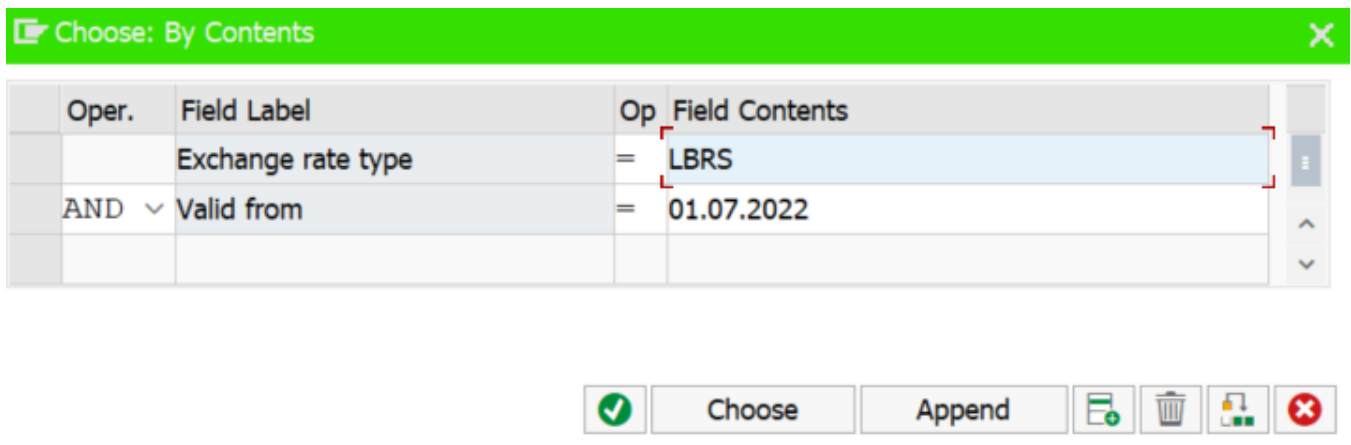 Choose: By Contents
Oper. Field Label Op Field Contents
Exchange rate type = LBRS
AND Valid from = 01.07.2022
Choose Append